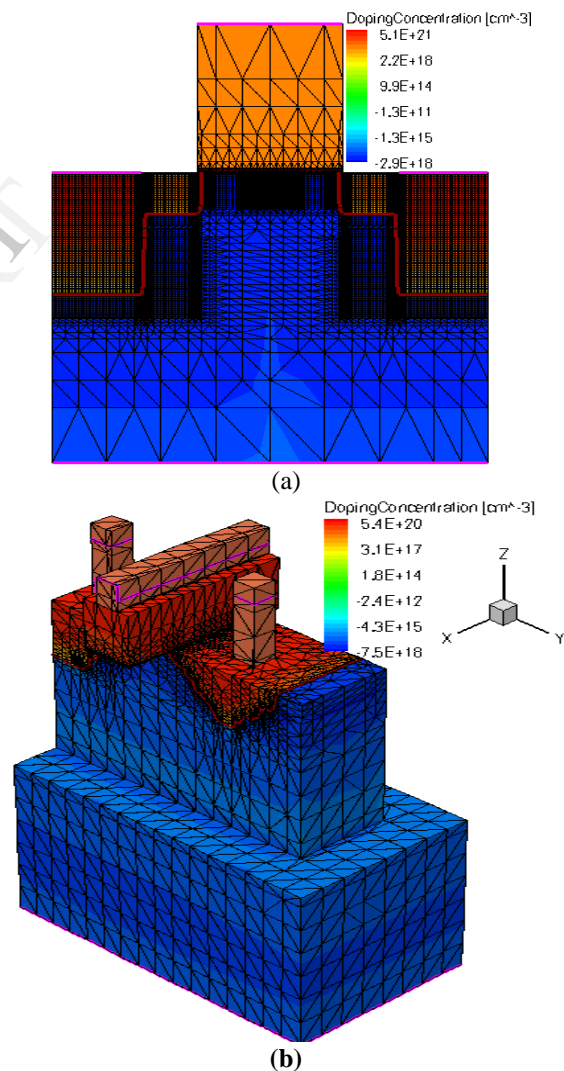 DopingConcentration [cm^-3]
5.1E+21
2.2E+18
9.9E+14
-1.3E+11
-1.3E+15
-2.9E+18
(a)
DopingConcentration [cm^-3]
5.4E+20
3.1E+17
1.8E+14
-2.4E+12
-4.3E+15
-7.5E+18
Z
X
Y
(b)